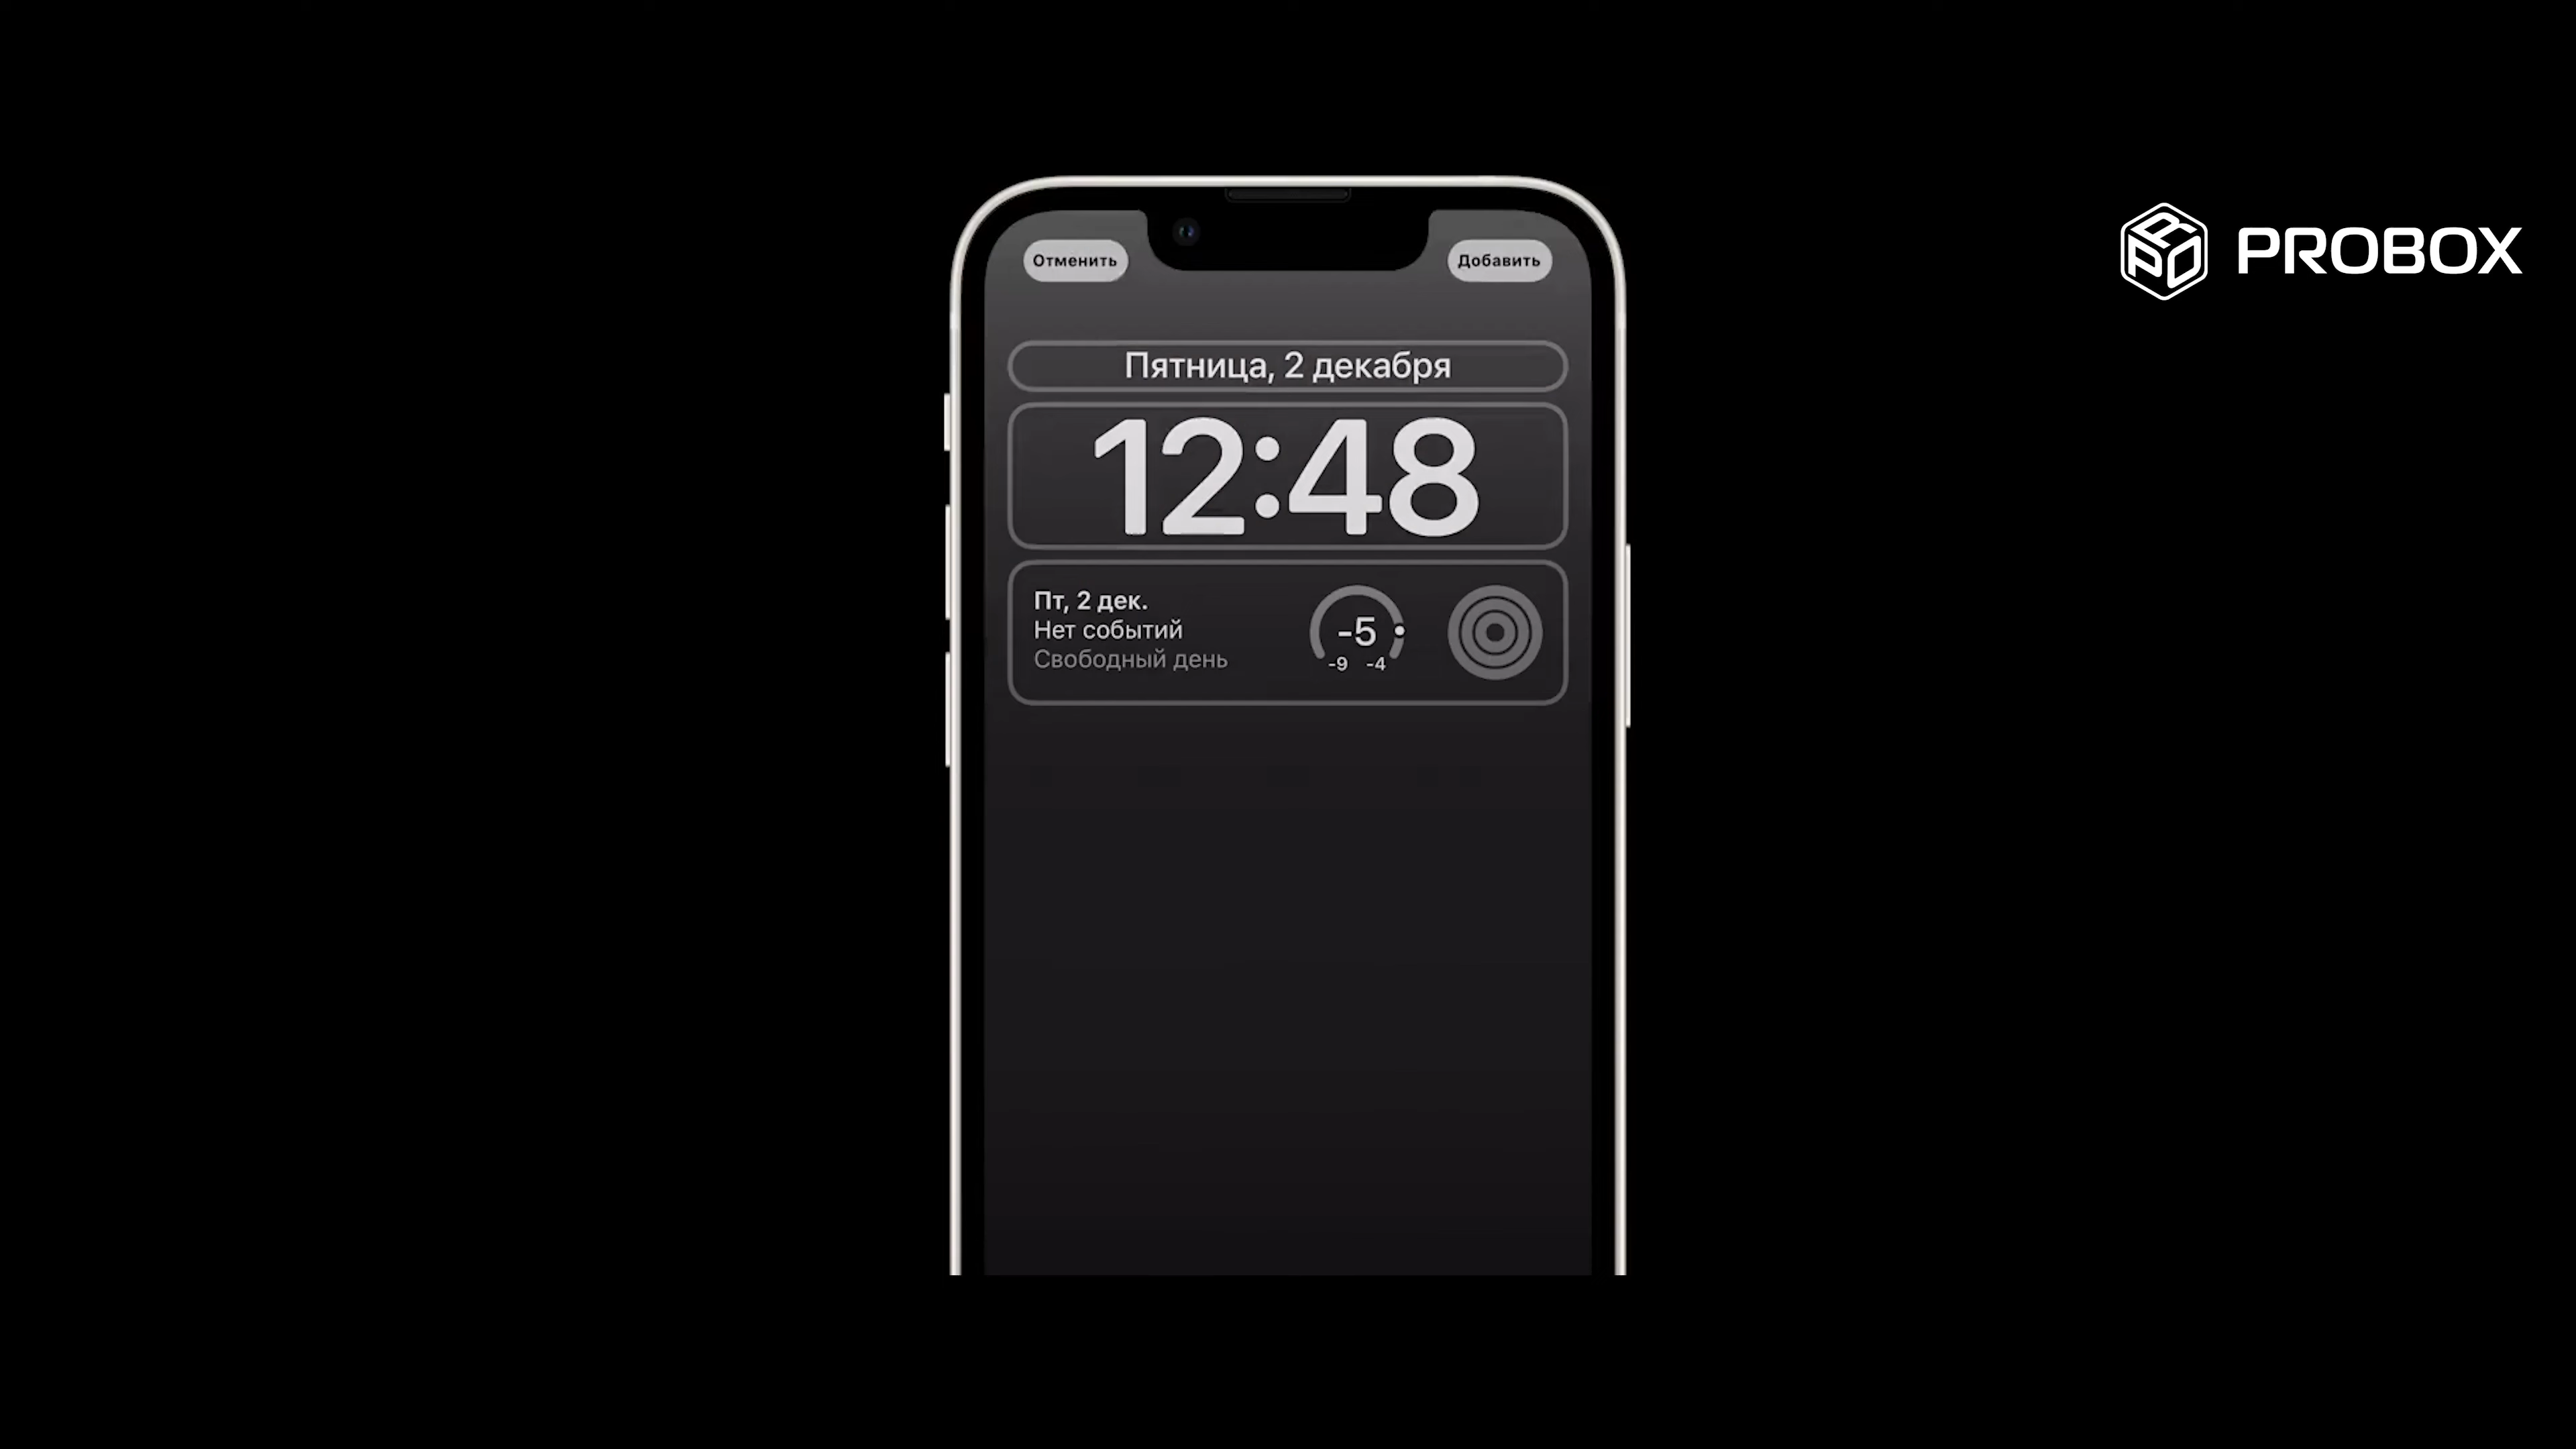 Отменить
Добавить
PROBOX
Пятница, 2 декабря
12:48
Пт, 2 дек.
Нет событий
Свободный день
-5
-9 -4